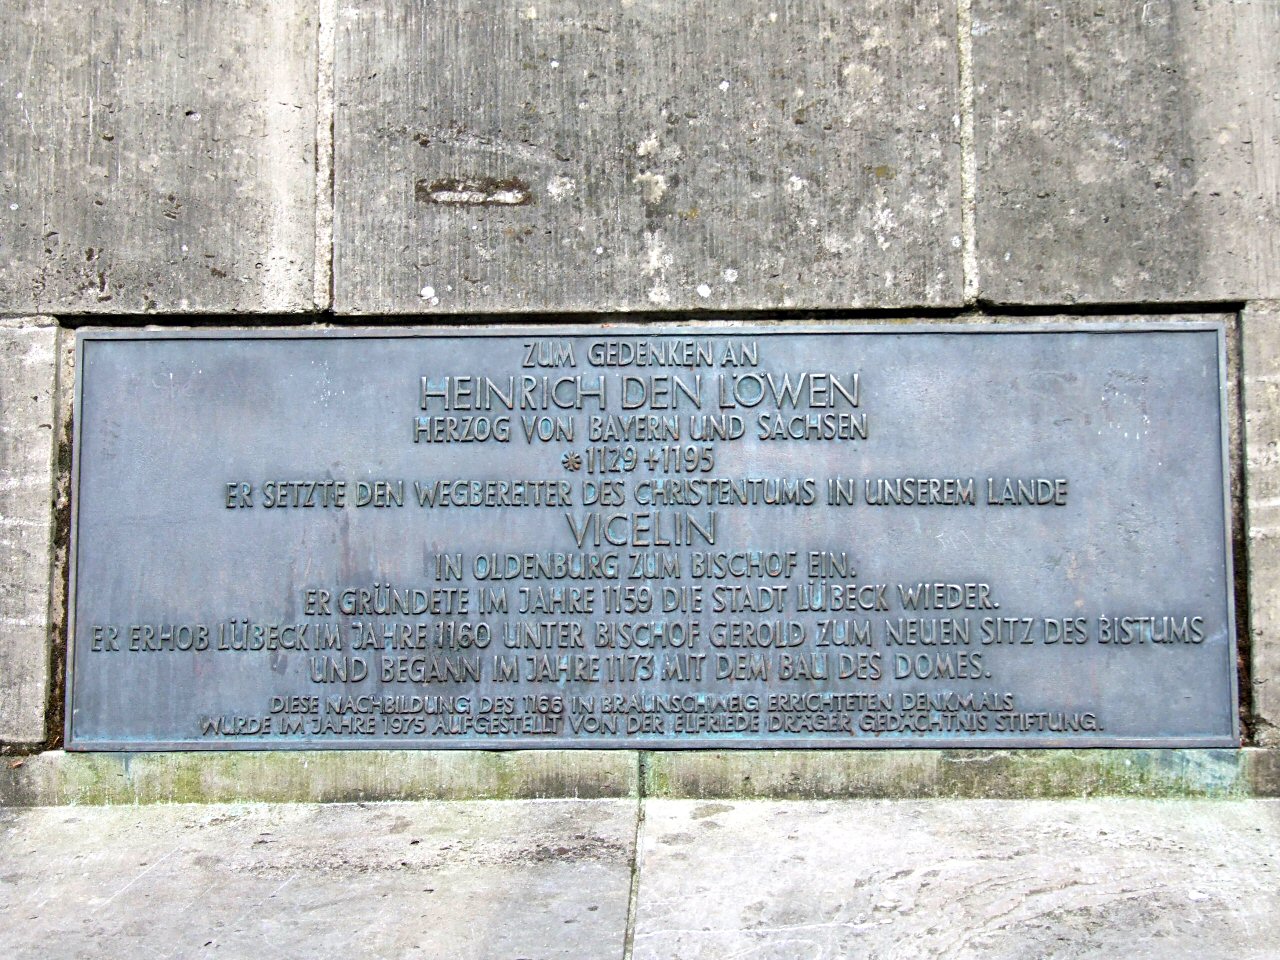 ZUM GEDENKEN AN
HEINRICH DEN LÖWEN
HERZOG VON BAYERN UND SACHSEN
*1129 +1195
ER SETZTE DEN WEGBEREITER DES CHRISTENTUMS IN UNSEREM LANDE
VICELIN
IN OLDENBURG ZUM BISCHOF EIN.
ER GRÜNDETE IM JAHRE 1159 DIE STADT LÜBECK WIEDER.
ER ERHOB LÜBECK IM JAHRE 1160 UNTER BISCHOF GEROLD ZUM NEUEN SITZ DES BISTUMS
UND BEGANN IM JAHRE 1173 MIT DEM BAU DES DOMES.
DIESE NACHBILDUNG DES 1166 IN BRAUNSCHWEIG ERRICHTETEN DENKMALS
WURDE IM JAHRE 1975 AUFGESTELLT VON DER ELFRIEDE DRÄGER GEDÄCHTNIS STIFTUNG